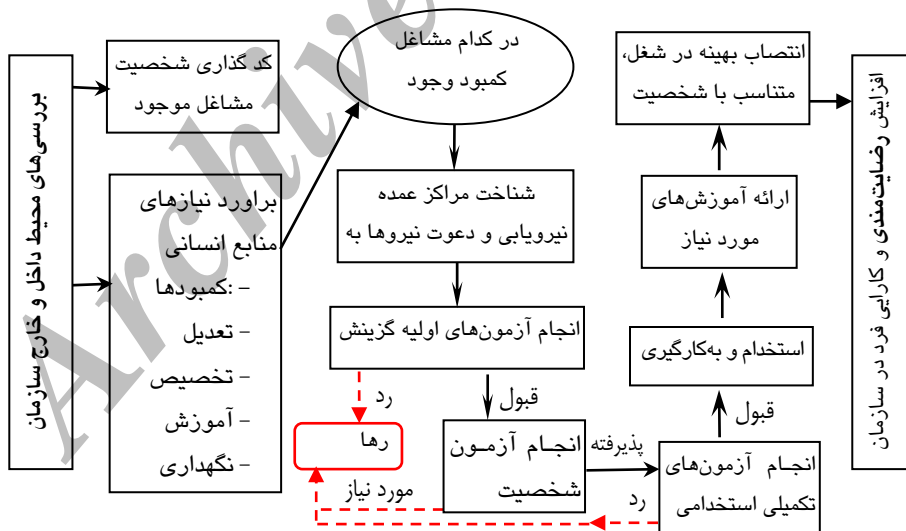 بررسی‌های محیط داخل و خارج سازمان
کد گذاری شخصیت
مشاغل موجود
براورد نیازهای
منابع انسانی
-:کمبودها
- تعدیل
- تخصیص
- آموزش
- نگهداری
در کدام مشاغل
کمبود وجود
شناخت مراکز عمده
نیرویابی و دعوت نیروها به
انجام آزمون‌های اولیه گزینش
رد
قبول
رها
انجام آزمون
شخصیت
مورد نیاز
پذیرفته
رد
انجام آزمون‌های
تکمیلی استخدامی
قبول
استخدام و به‌کارگیری
ارائه آموزش‌های
مورد نیاز
انتصاب بهینه در شغل،
متناسب با شخصیت
افزایش رضایت‌مندی و کارایی فرد در سازمان
Archive